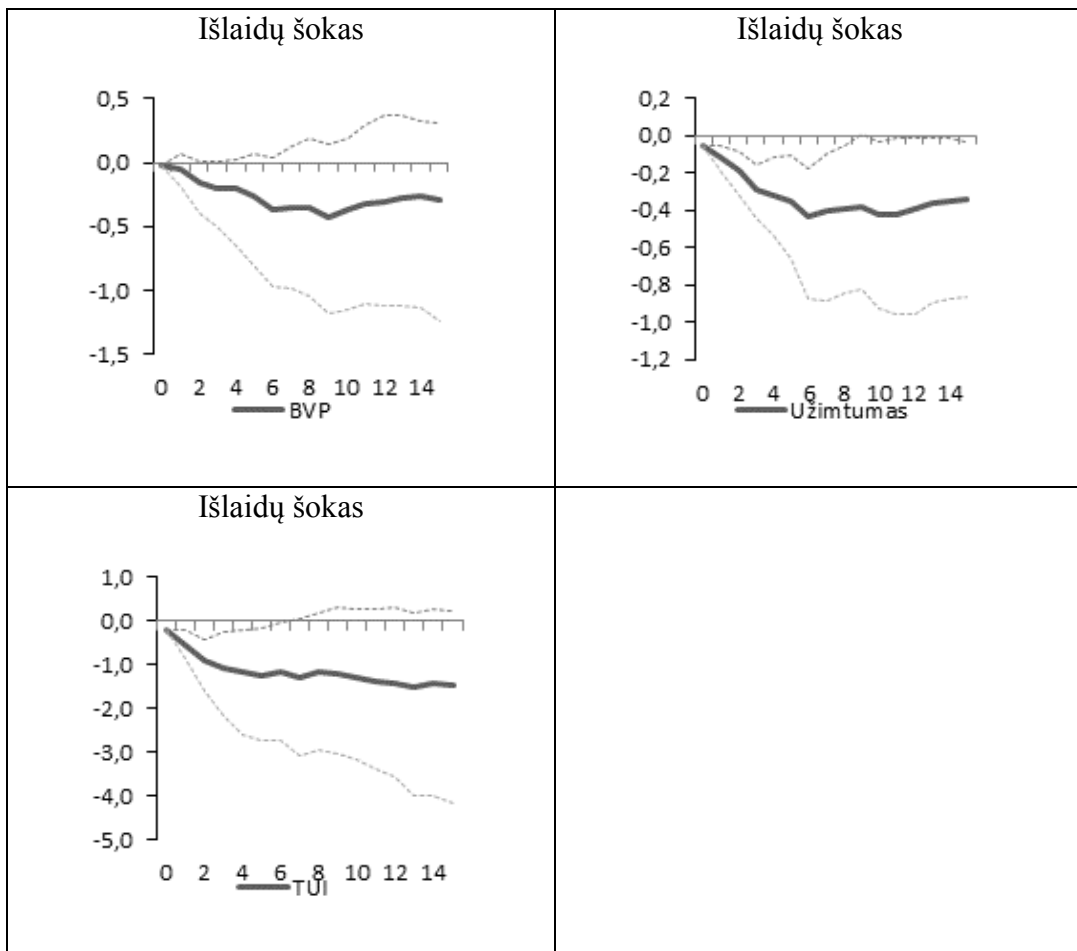 Išlaidų šokas
0,5
0,0
-0,5
-1,0
-1,5
0 2 4 6 8 10 12 14
BVP
Išlaidų šokas
0,2
0,0
-0,2
-0,4
-0,6
-0,8
-1,0
-1,2
0 2 4 6 8 10 12 14
Užimtumas
Išlaidų šokas
1,0
0,0
-1,0
-2,0
-3,0
-4,0
-5,0
0 2 4 6 8 10 12 14
TUI